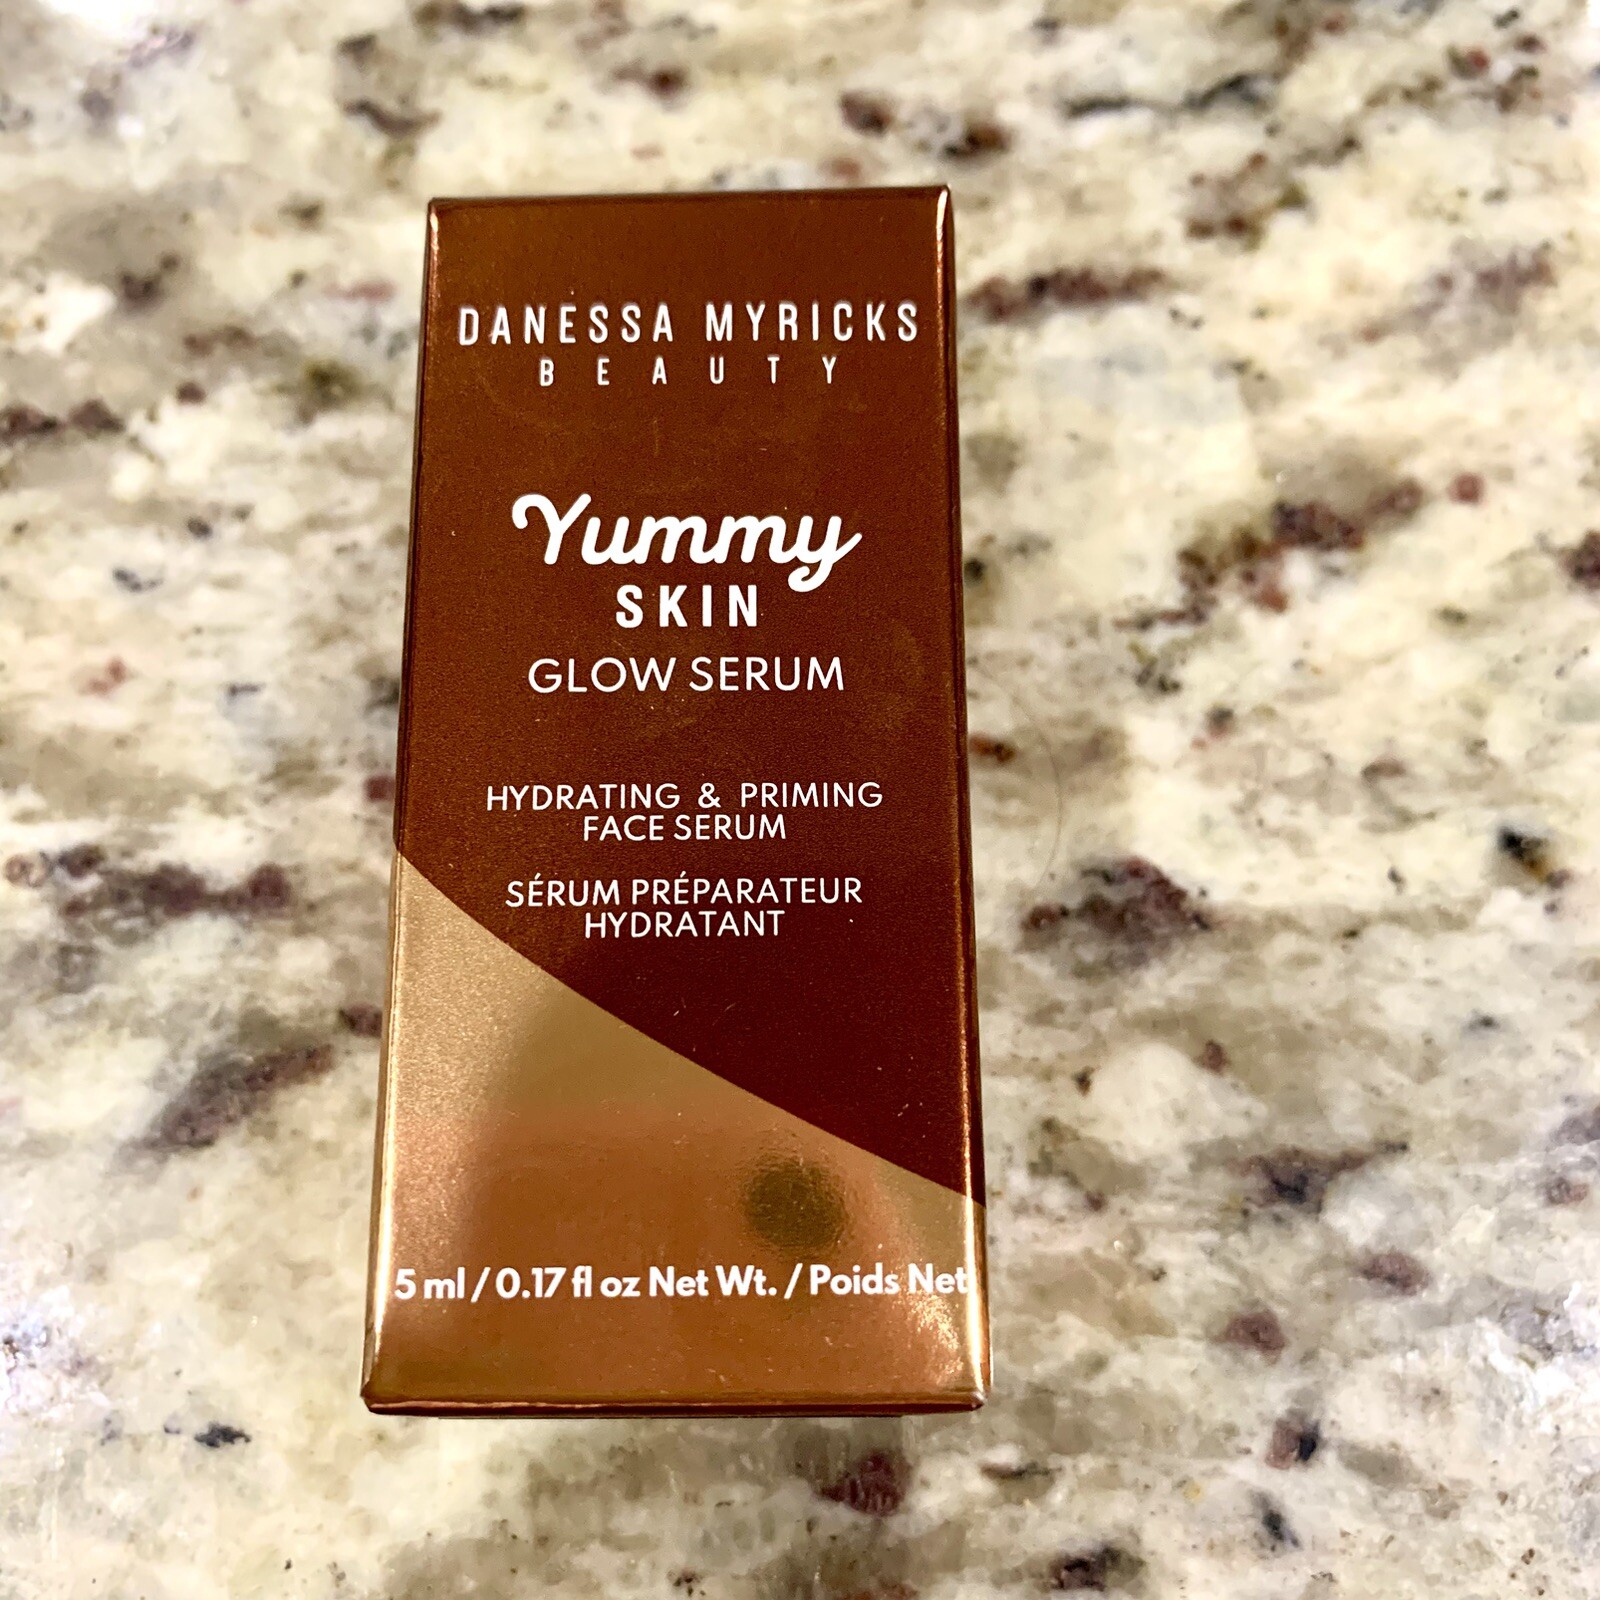 DANESSA MYRICKS
BEAUTY
Yummy
SKIN
GLOW SERUM
HYDRATING & PRIMING
FACE SERUM
SÉRUM PRÉPARATEUR
HYDRATANT
5 ml / 0.17 fl oz Net Wt. / Poids Net